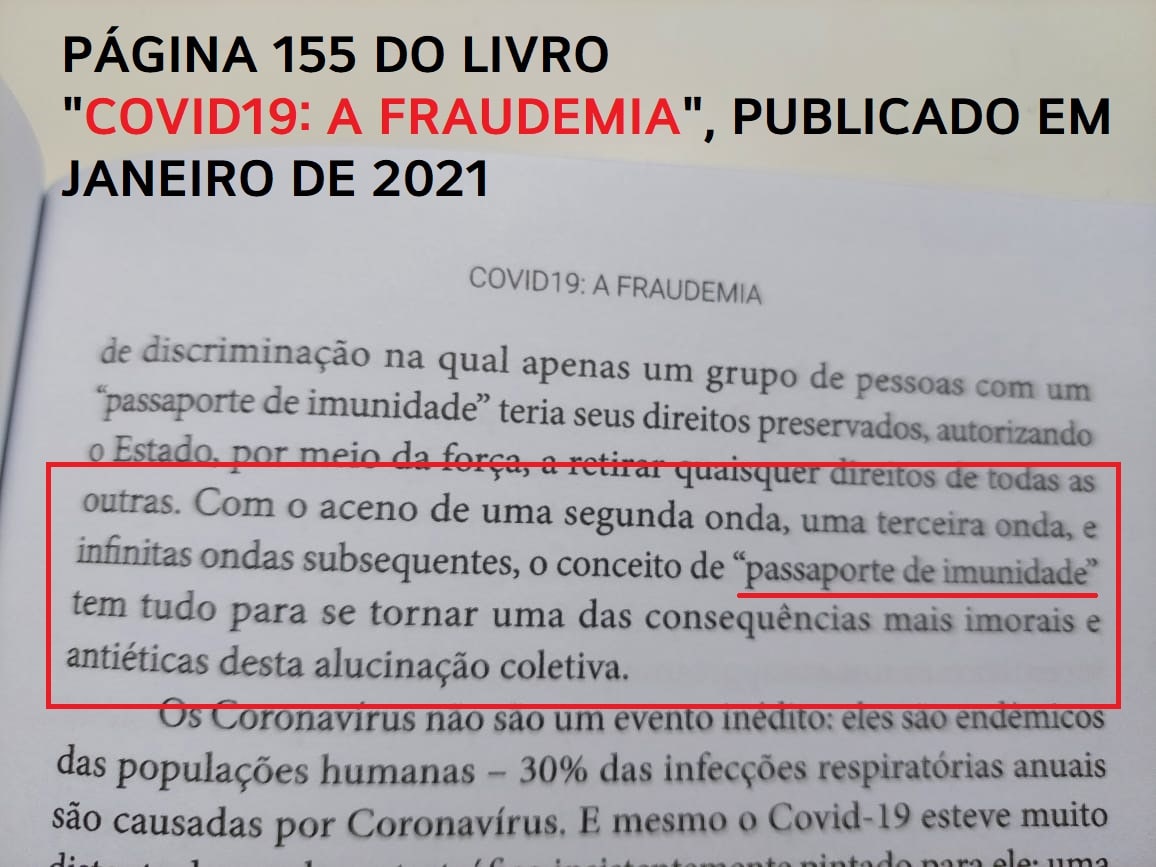 PÁGINA 155 DO LIVRO
"COVID19: A FRAUDEMIA", PUBLICADO EM
JANEIRO DE 2021
COVID19: A FRAUDEMIA
de discriminação na qual apenas um grupo de pessoas com um
“passaporte de imunidade” teria seus direitos preservados, autorizando
o Estado, por meio da força, a retirar quaisquer direitos de todas as
outras. Com o aceno de uma segunda onda, uma terceira onda, e
infinitas ondas subsequentes, o conceito de “passaporte de imunidade”
tem tudo para se tornar uma das consequências mais imorais e
antiéticas desta alucinação coletiva.
Os Coronavírus não são um evento inédito: eles são endêmicos
das populações humanas – 30% das infecções respiratórias anuais
são causadas por Coronavírus. E mesmo o Covid-19 esteve muito
pintado para ele: uma